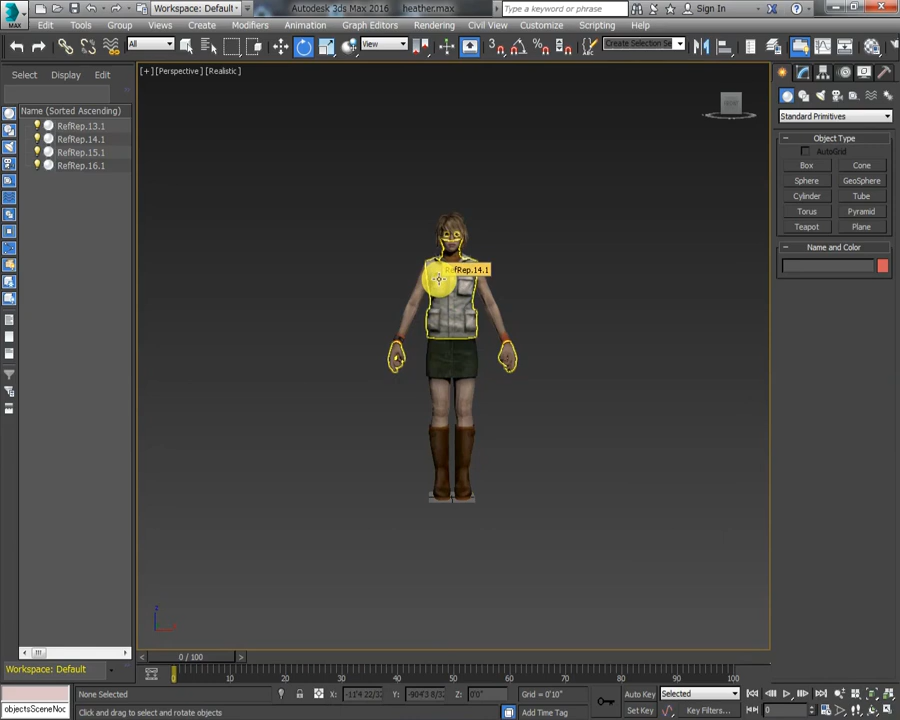 Workspace: Default
Autodesk 3ds Max 2016 heather.max
Type a keyword or phrase
Sign In
MAX
Edit Tools Group Views Create Modifiers Animation Graph Editors Rendering Civil View Customize Scripting Help
All
View
Create Selection Se
Select Display Edit
Name (Sorted Ascending)
RefRep.13.1
RefRep.14.1
RefRep.15.1
RefRep.16.1
[+] [Perspective] [Realistic]
RefRep.14.1
z
Standard Primitives
Object Type
AutoGrid
Box Cone
Sphere GeoSphere
Cylinder Tube
Torus Pyramid
Teapot Plane
Name and Color
0 / 100
Workspace: Default
0 10 20 30 40 50 60 70 80 90 100
None Selected
X: -11'4 22/32 Y: -904'3 8/3 Z: 0'0"
Grid = 0'10"
Auto Key Selected
objectsSceneNoc
Click and drag to select and rotate objects
Add Time Tag
Set Key Key Filters... 0